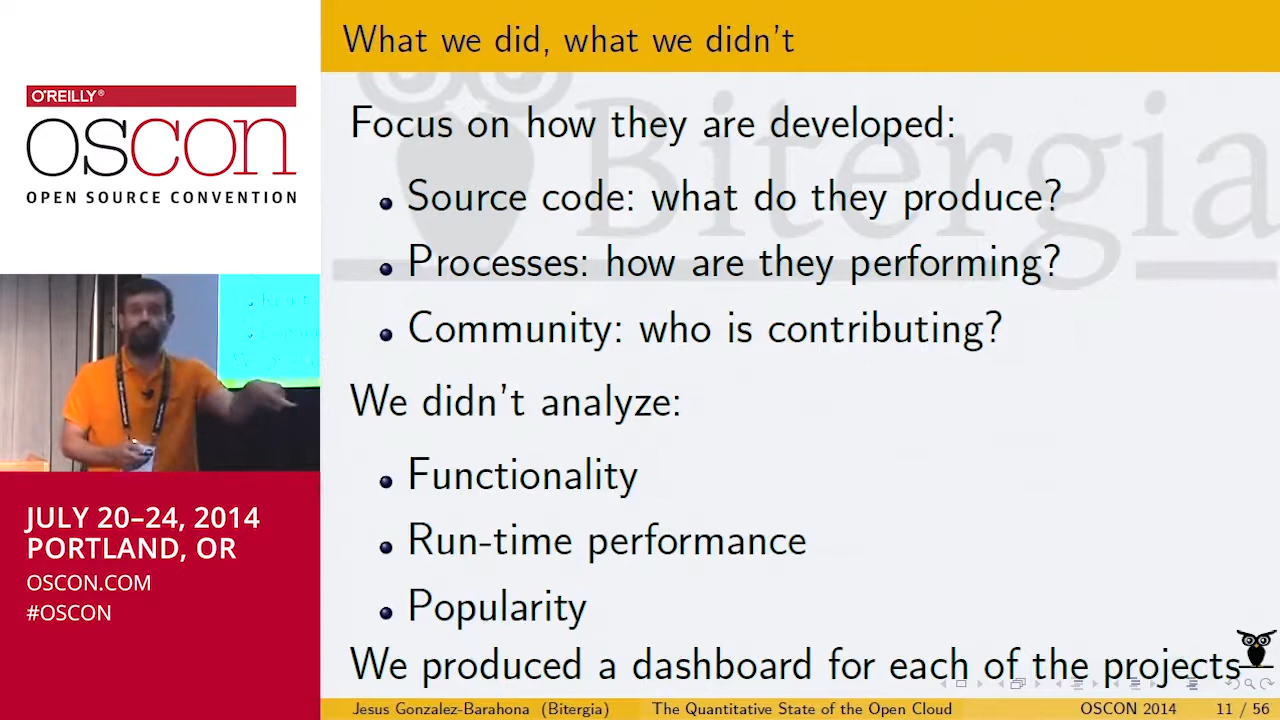 What we did, what we didn't
O'REILLY®
OSCON
OPEN SOURCE CONVENTION
Bitergia
Focus on how they are developed:
Source code: what do they produce?
Processes: how are they performing?
Community: who is contributing?
We didn't analyze:
Functionality
Run-time performance
Popularity
We produced a dashboard for each of the projects
JULY 20–24, 2014
PORTLAND, OR
OSCON.COM
#OSCON
Jesus Gonzalez-Barahona (Bitergia) The Quantitative State of the Open Cloud OSCON 2014 11 / 56